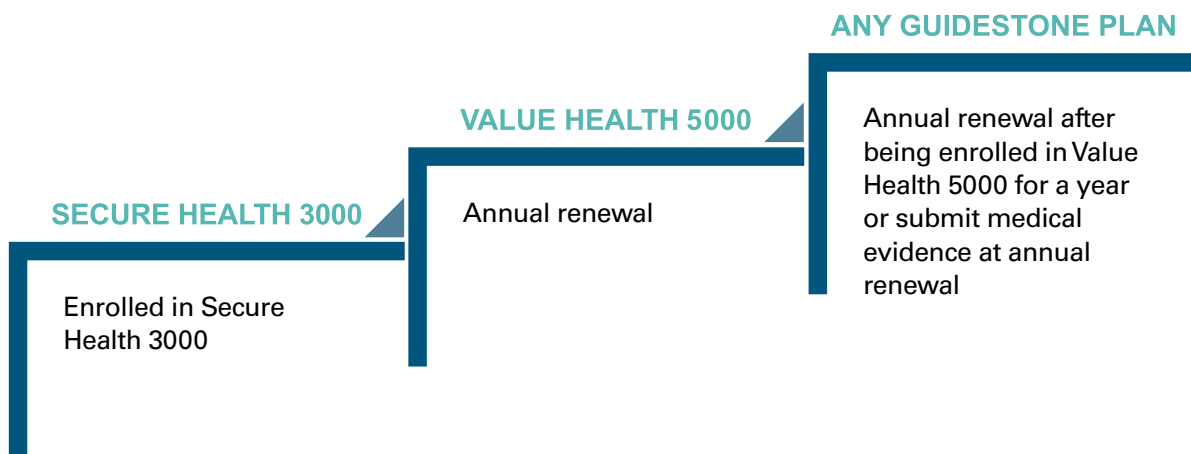 SECURE HEALTH 3000
Enrolled in Secure
Health 3000
VALUE HEALTH 5000
Annual renewal
ANY GUIDESTONE PLAN
Annual renewal after
being enrolled in Value
Health 5000 for a year
or submit medical
evidence at annual
renewal